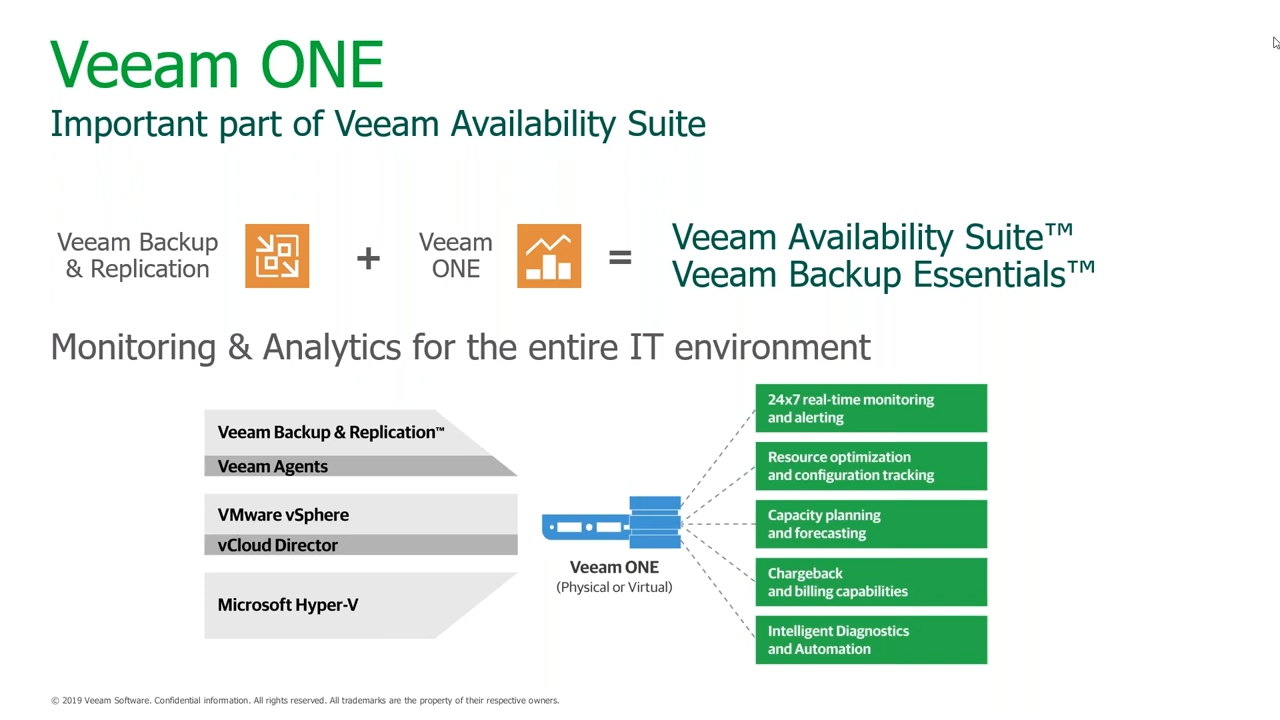 Veeam ONE
Important part of Veeam Availability Suite
Veeam Backup
& Replication
+
Veeam
ONE
=
Veeam Availability Suite™
Veeam Backup Essentials™
Monitoring & Analytics for the entire IT environment
Veeam Backup & Replication™
Veeam Agents
VMware vSphere
vCloud Director
Microsoft Hyper-V
Veeam ONE
(Physical or Virtual)
24x7 real-time monitoring
and alerting
Resource optimization
and configuration tracking
Capacity planning
and forecasting
Chargeback
and billing capabilities
Intelligent Diagnostics
and Automation
© 2019 Veeam Software. Confidential information. All rights reserved. All trademarks are the property of their respective owners.